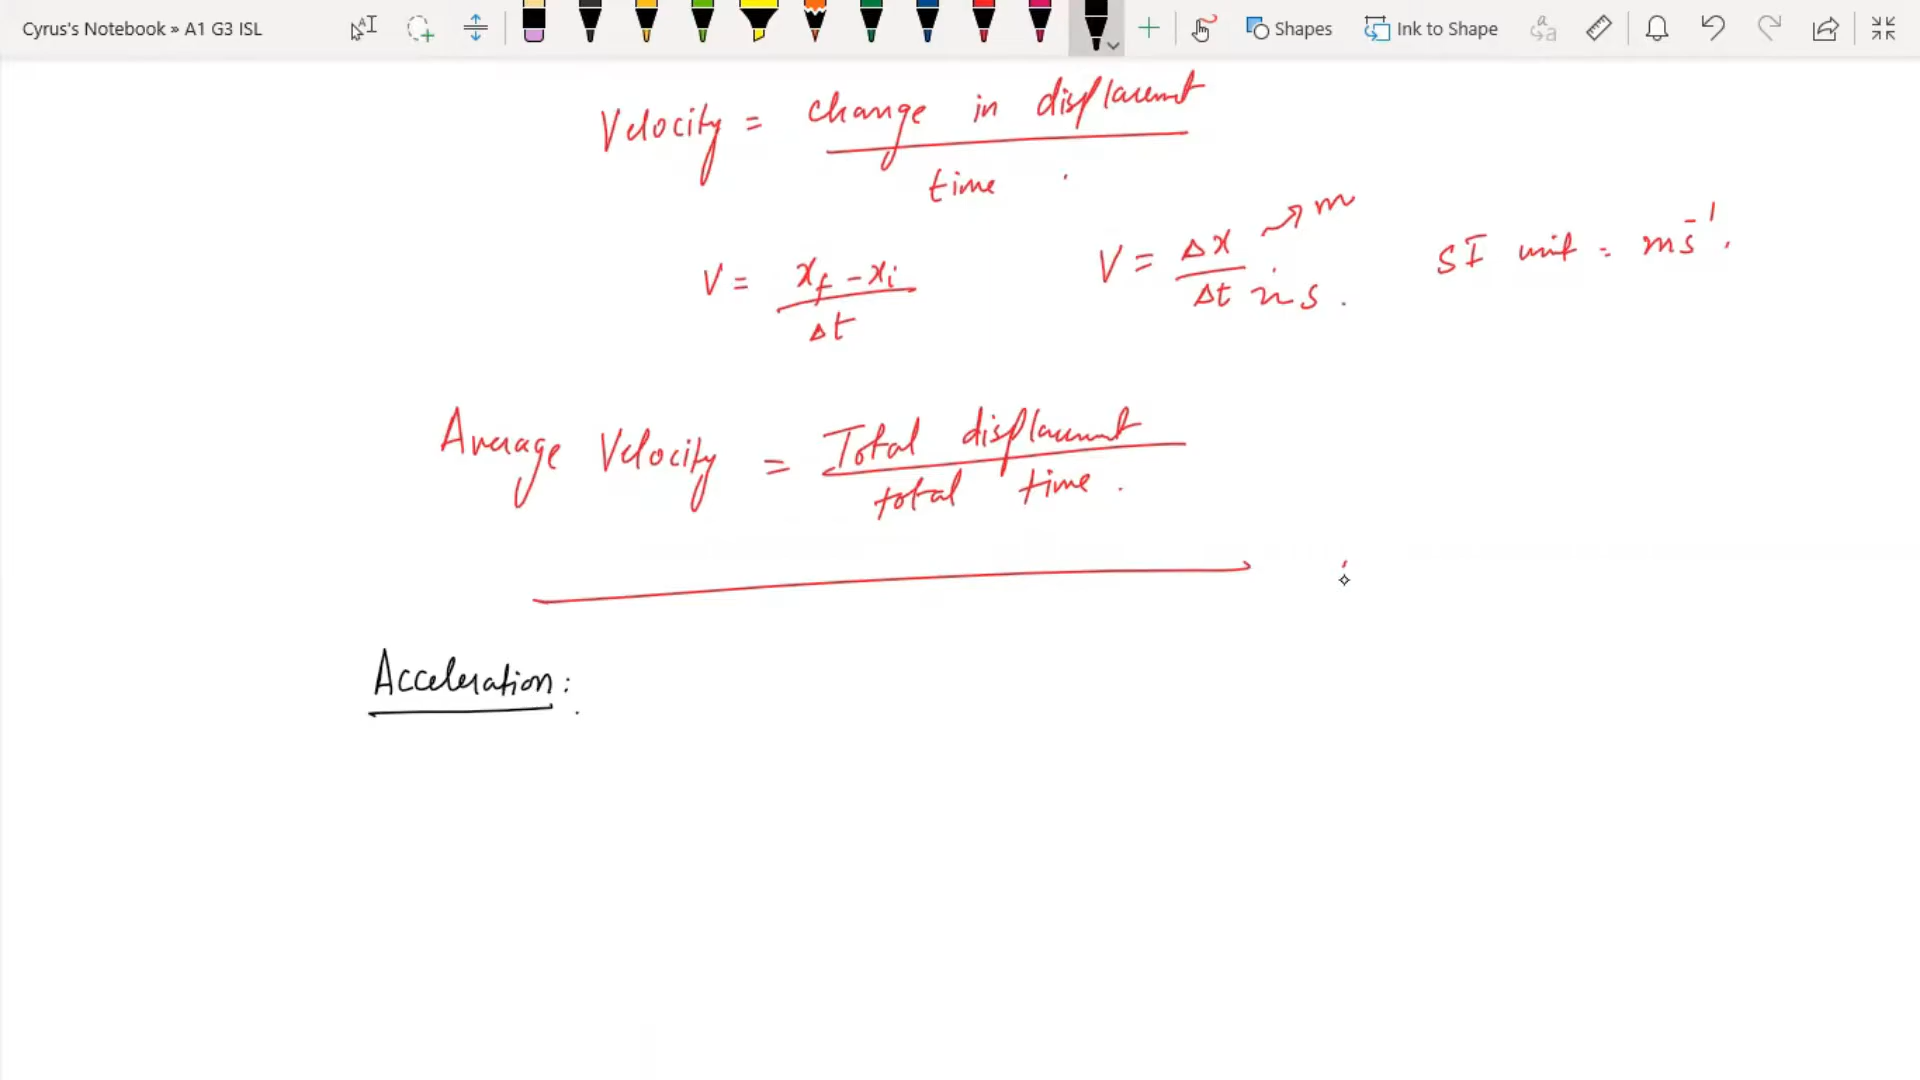 Cyrus's Notebook » A1 G3 ISL
Shapes
Ink to Shape
Velocity = change in displacement
time
V = xf - xi
Δt
V = Δx → m
Δt in s.
SI unit = ms⁻¹.
Average Velocity = Total displacement
total time.
Acceleration: